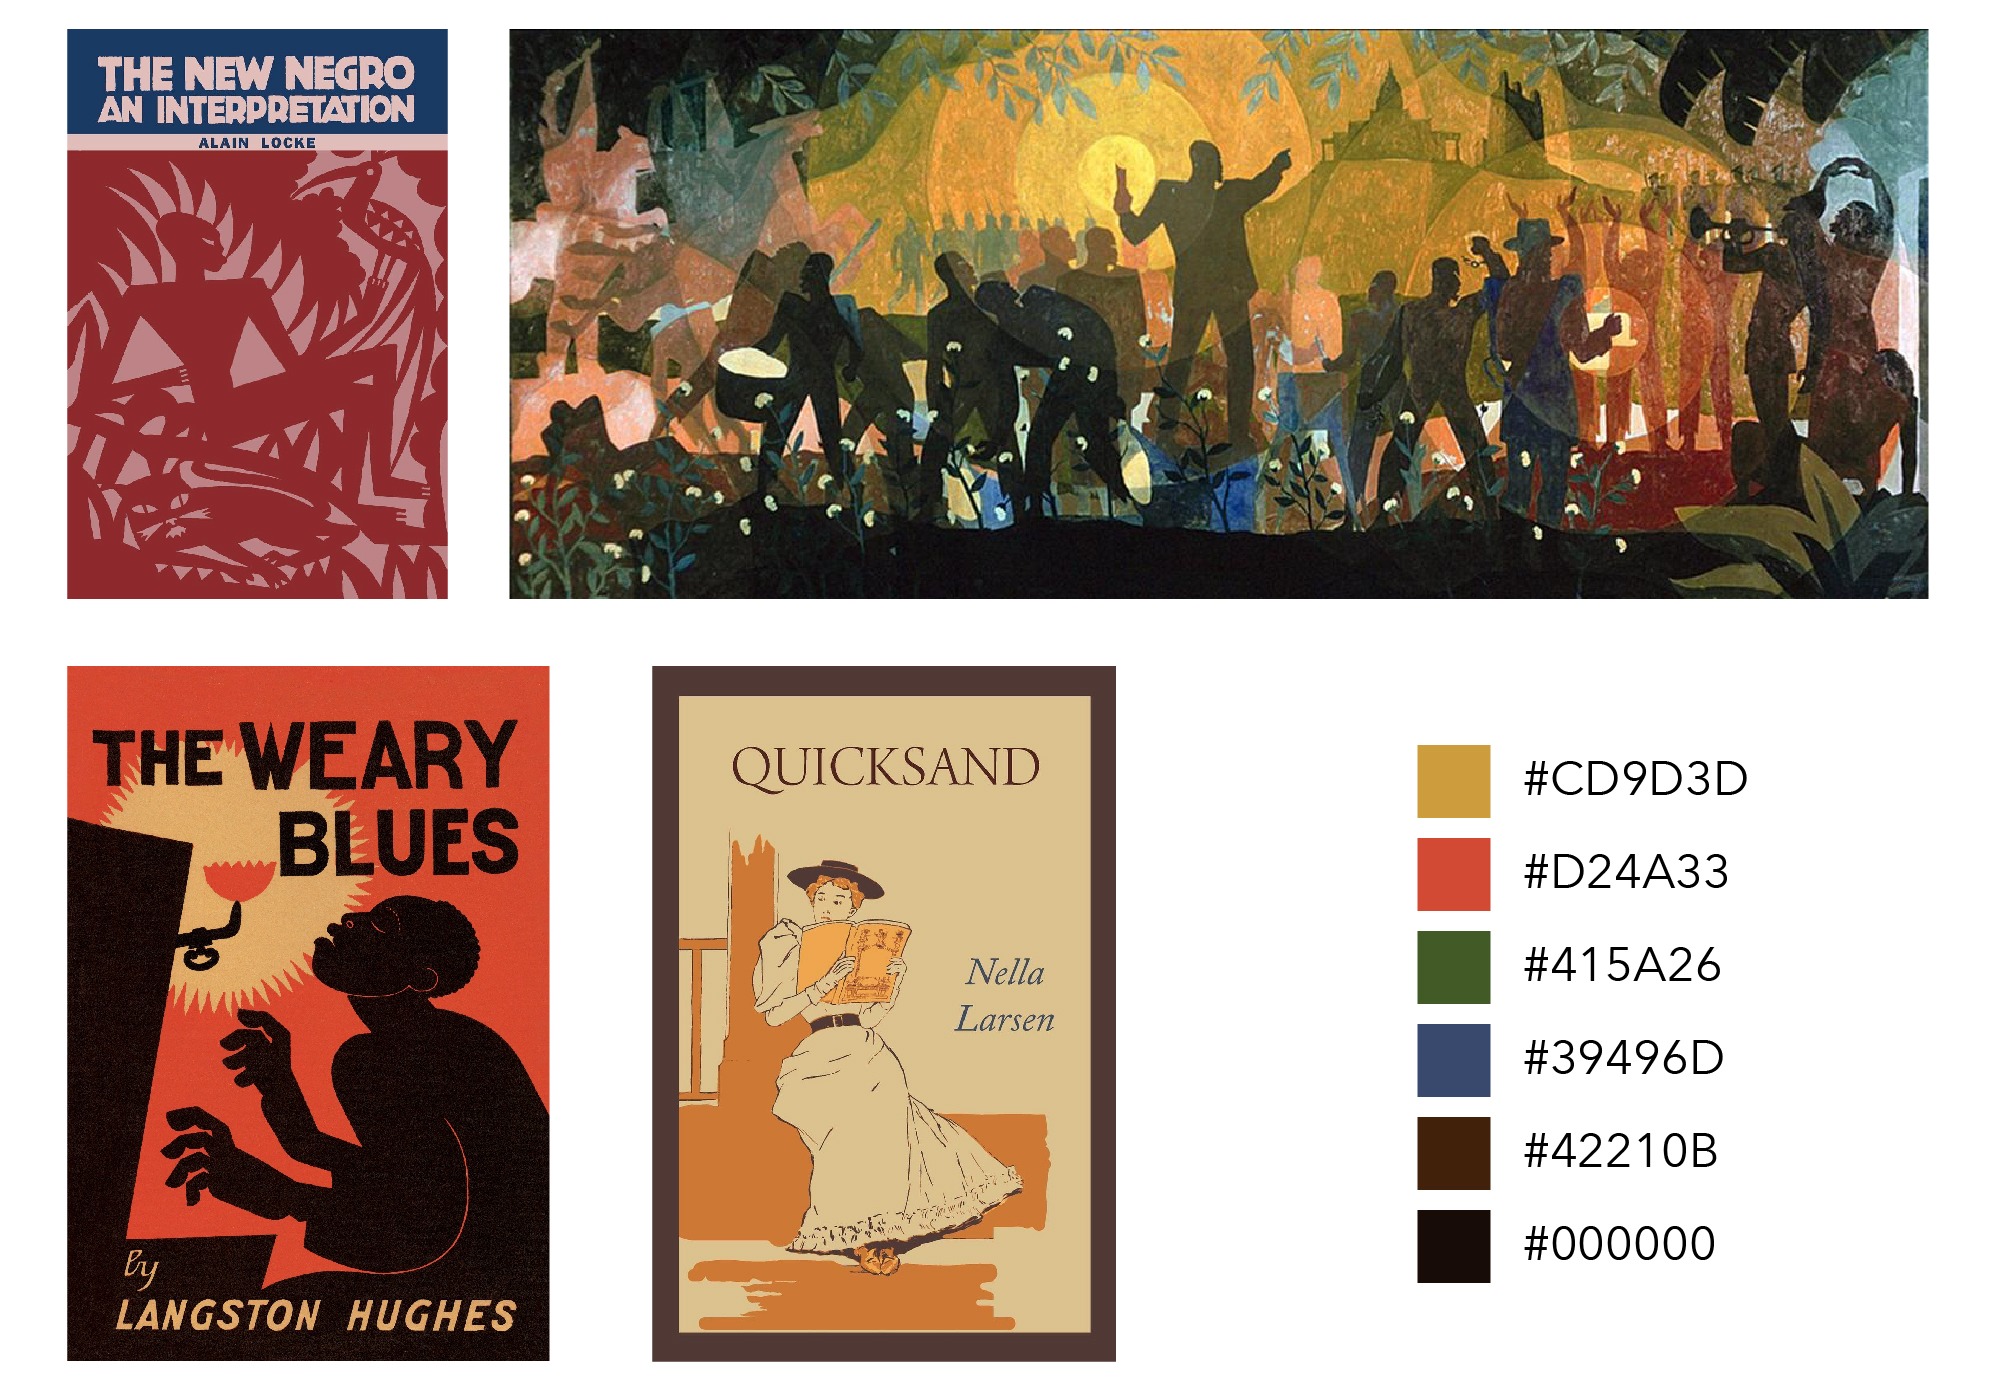 THE NEW NEGRO
AN INTERPRETATION
ALAIN LOCKE
THE WEARY
BLUES
by
LANGSTON HUGHES
QUICKSAND
Nella
Larsen
#CD9D3D
#D24A33
#415A26
#39496D
#42210B
#000000